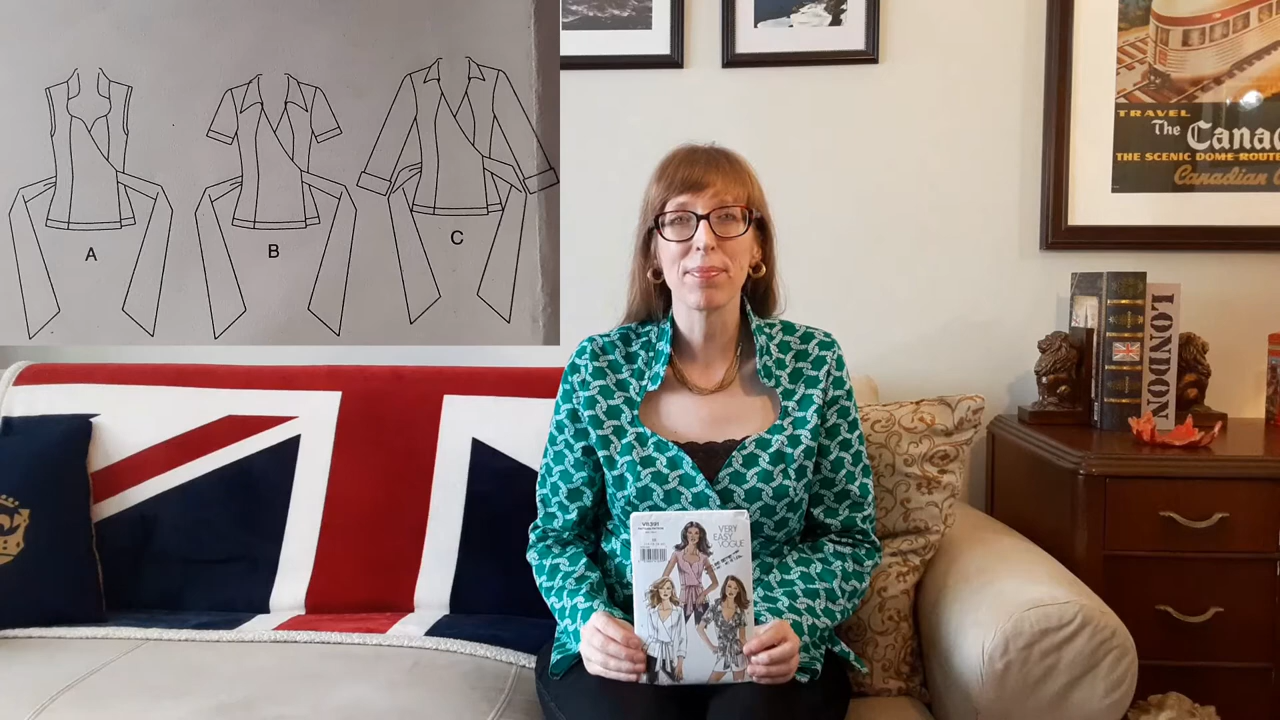 A
B
C
TRAVEL
The Canad
THE SCENIC DOME ROUTE
Canadian
LONDON
VERY
EASY
VOGUE